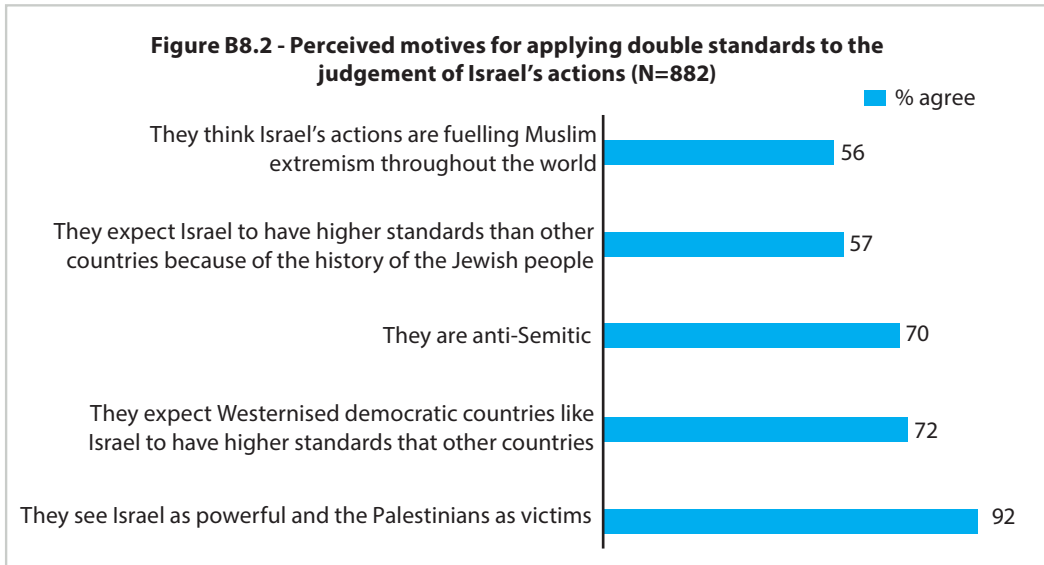 Figure B8.2 - Perceived motives for applying double standards to the
judgement of Israel’s actions (N=882)
% agree
They think Israel’s actions are fuelling Muslim
extremism throughout the world
56
They expect Israel to have higher standards than other
countries because of the history of the Jewish people
57
They are anti-Semitic
70
They expect Westernised democratic countries like
Israel to have higher standards that other countries
72
They see Israel as powerful and the Palestinians as victims
92